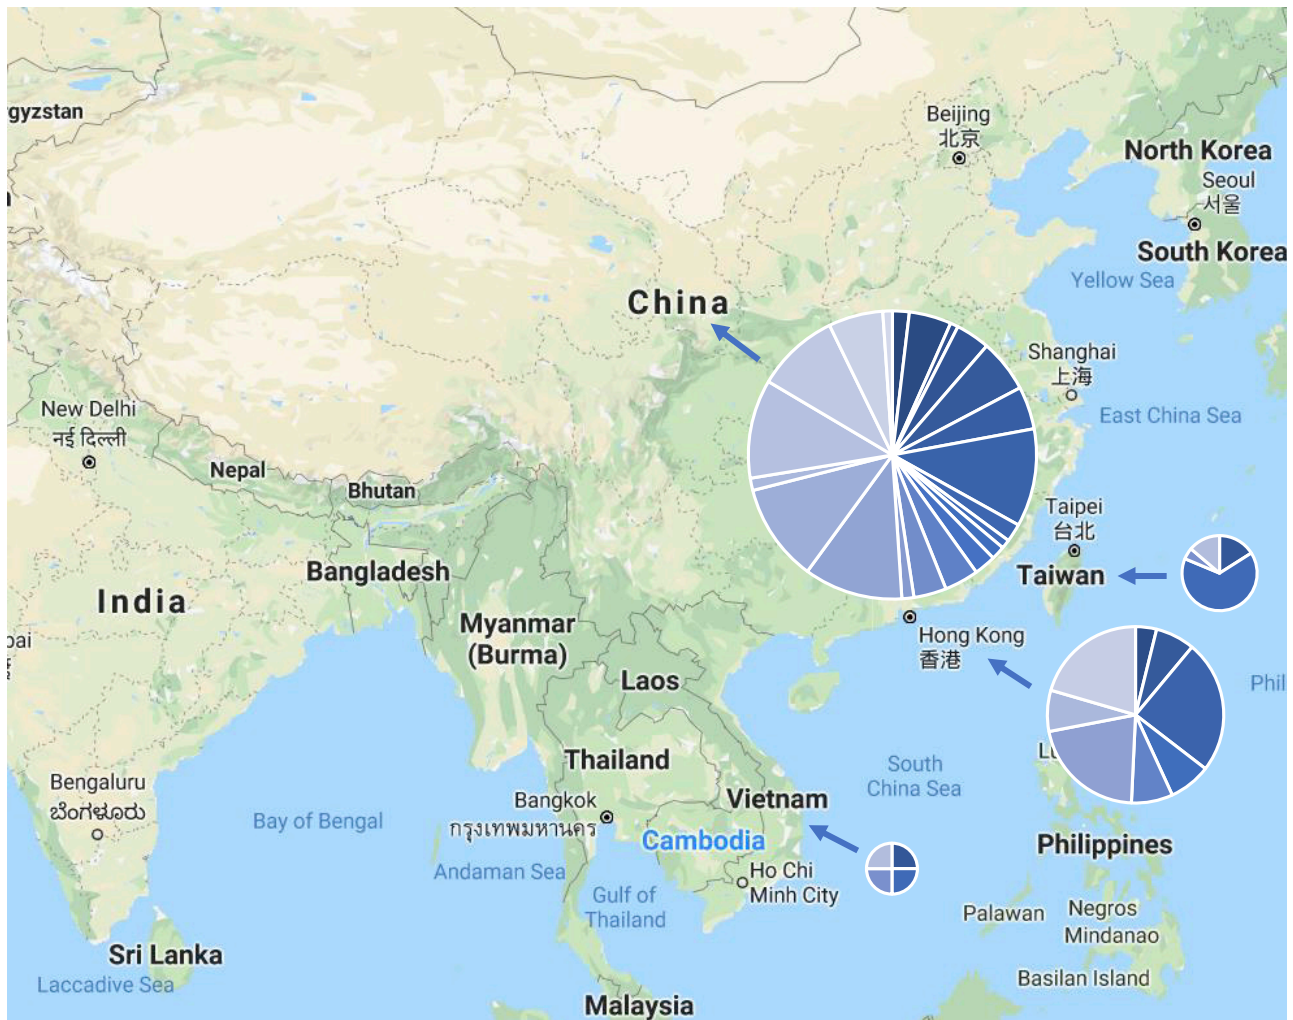 rgyzstan
Beijing
北京
North Korea
Seoul
서울
South Korea
Yellow Sea
China
Shanghai
上海
East China Sea
New Delhi
नई दिल्ली
Nepal
Bhutan
Taipei
台北
Taiwan
Bangladesh
India
Myanmar
(Burma)
Hong Kong
香港
Laos
Phil
Thailand
South
China Sea
Bengaluru
ಬೆಂಗಳೂರು
Bay of Bengal
Bangkok
กรุงเทพมหานคร
Vietnam
Cambodia
Philippines
Andaman Sea
Ho Chi
Minh City
Gulf of
Thailand
Palawan
Negros
Mindanao
Sri Lanka
Laccadive Sea
Basilan Island
Malaysia